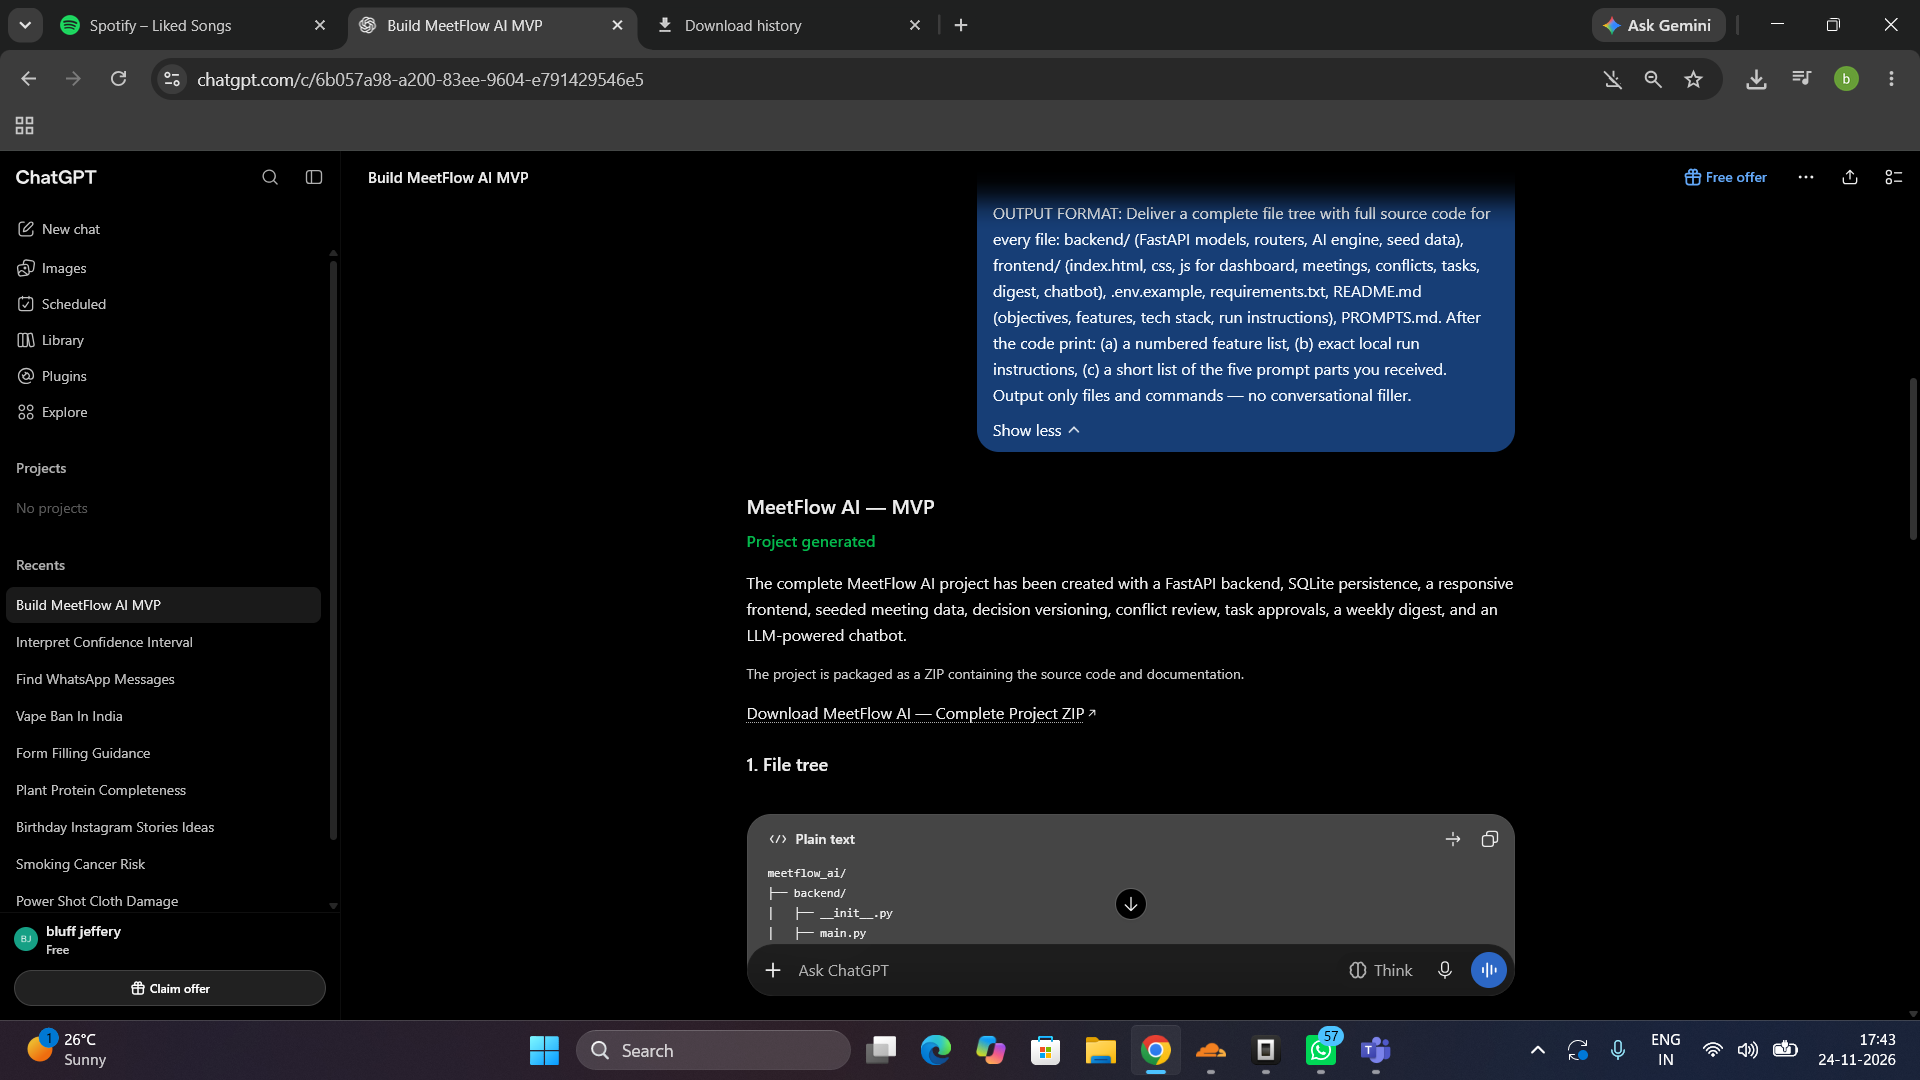 Spotify – Liked Songs
Build MeetFlow AI MVP
Download history
Ask Gemini
chatgpt.com/c/6b057a98-a200-83ee-9604-e791429546e5
b
ChatGPT
New chat
Images
Scheduled
Library
Plugins
Explore
Projects
No projects
Recents
Build MeetFlow AI MVP
Interpret Confidence Interval
Find WhatsApp Messages
Vape Ban In India
Form Filling Guidance
Plant Protein Completeness
Birthday Instagram Stories Ideas
Smoking Cancer Risk
Power Shot Cloth Damage
BJ
bluff jeffery
Free
Claim offer
Build MeetFlow AI MVP
Free offer
OUTPUT FORMAT: Deliver a complete file tree with full source code for
every file: backend/ (FastAPI models, routers, AI engine, seed data),
frontend/ (index.html, css, js for dashboard, meetings, conflicts, tasks,
digest, chatbot), .env.example, requirements.txt, README.md
(objectives, features, tech stack, run instructions), PROMPTS.md. After
the code print: (a) a numbered feature list, (b) exact local run
instructions, (c) a short list of the five prompt parts you received.
Output only files and commands — no conversational filler.
Show less
MeetFlow AI — MVP
Project generated
The complete MeetFlow AI project has been created with a FastAPI backend, SQLite persistence, a responsive
frontend, seeded meeting data, decision versioning, conflict review, task approvals, a weekly digest, and an
LLM-powered chatbot.
The project is packaged as a ZIP containing the source code and documentation.
Download MeetFlow AI — Complete Project ZIP ↗
1. File tree
</> Plain text
meetflow_ai/
├── backend/
│   ├── __init__.py
│   ├── main.py
Ask ChatGPT
Think
1
26°C
Sunny
Search
57
ENG
IN
17:43
24-11-2026